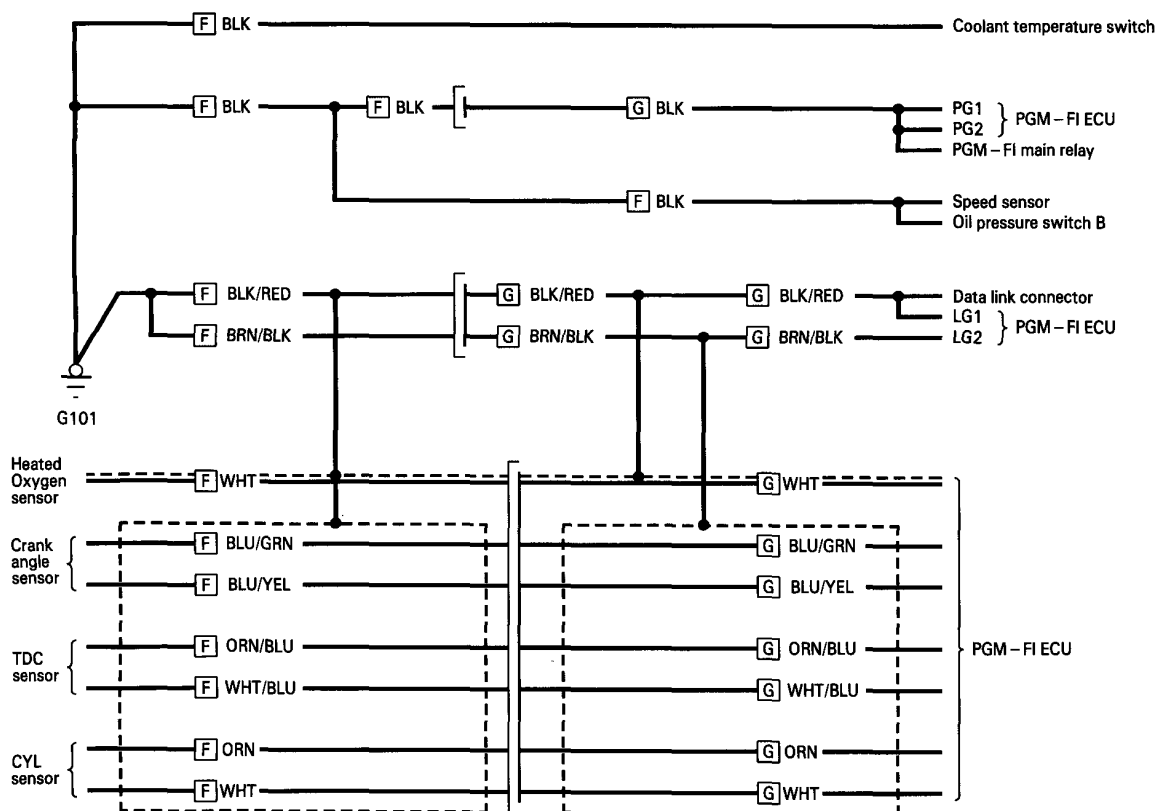 F BLK Coolant temperature switch
F BLK F BLK G BLK PG1
PG2 PGM – FI ECU
PGM – FI main relay
F BLK Speed sensor
Oil pressure switch B
F BLK/RED G BLK/RED G BLK/RED Data link connector
LG1 PGM – FI ECU
F BRN/BLK G BRN/BLK G BRN/BLK LG2
G101
Heated
Oxygen
sensor
F WHT G WHT
Crank
angle
sensor
F BLU/GRN G BLU/GRN
F BLU/YEL G BLU/YEL
TDC
sensor
F ORN/BLU G ORN/BLU
PGM – FI ECU
F WHT/BLU G WHT/BLU
CYL
sensor
F ORN G ORN
F WHT G WHT